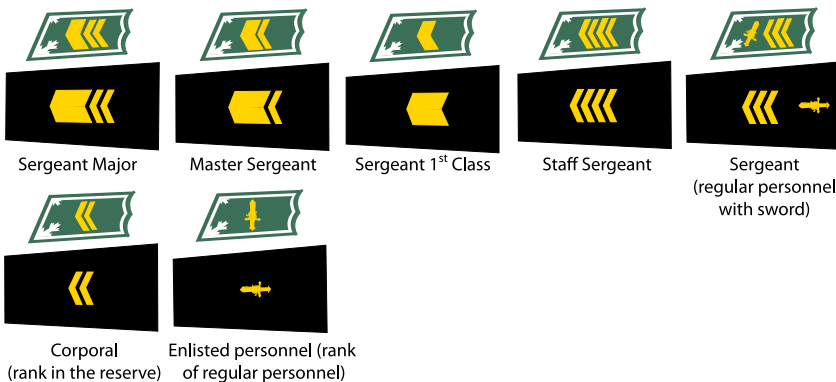 Sergeant Major
Master Sergeant
Sergeant 1st Class
Staff Sergeant
Sergeant
(regular personnel
with sword)
Corporal
(rank in the reserve)
Enlisted personnel (rank
of regular personnel)